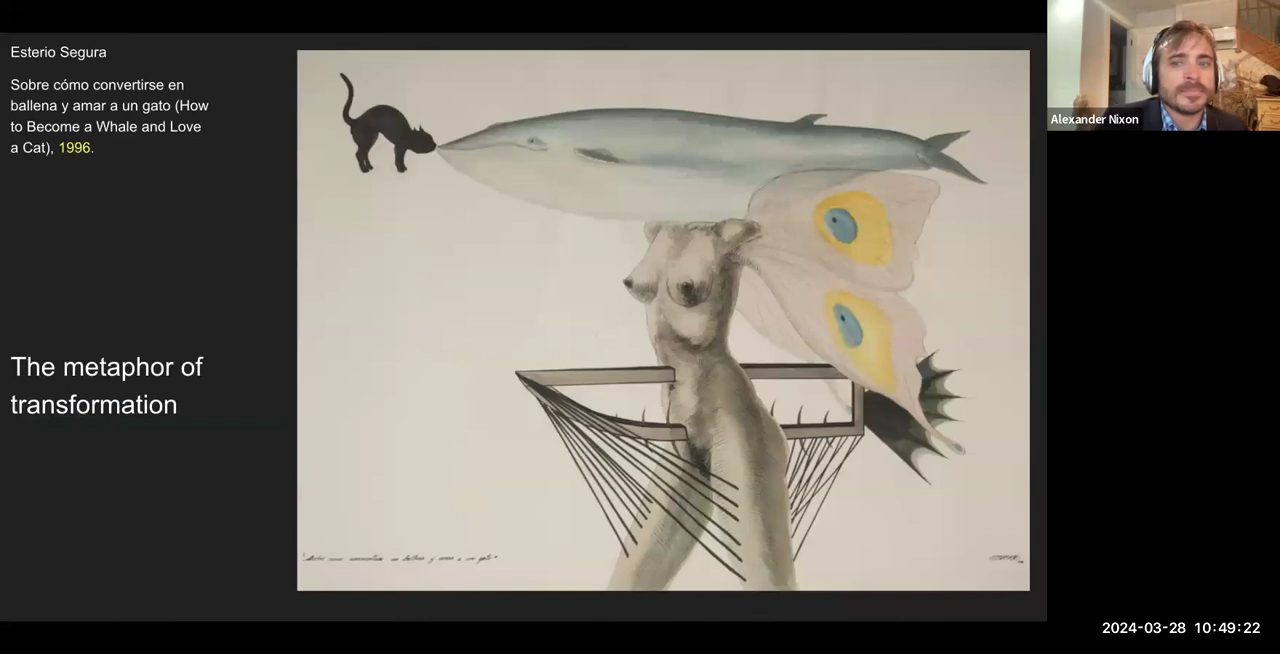 Esterio Segura
Sobre cómo convertirse en
ballena y amar a un gato (How
to Become a Whale and Love
a Cat), 1996.
The metaphor of
transformation
Alexander Nixon
2024-03-28 10:49:22